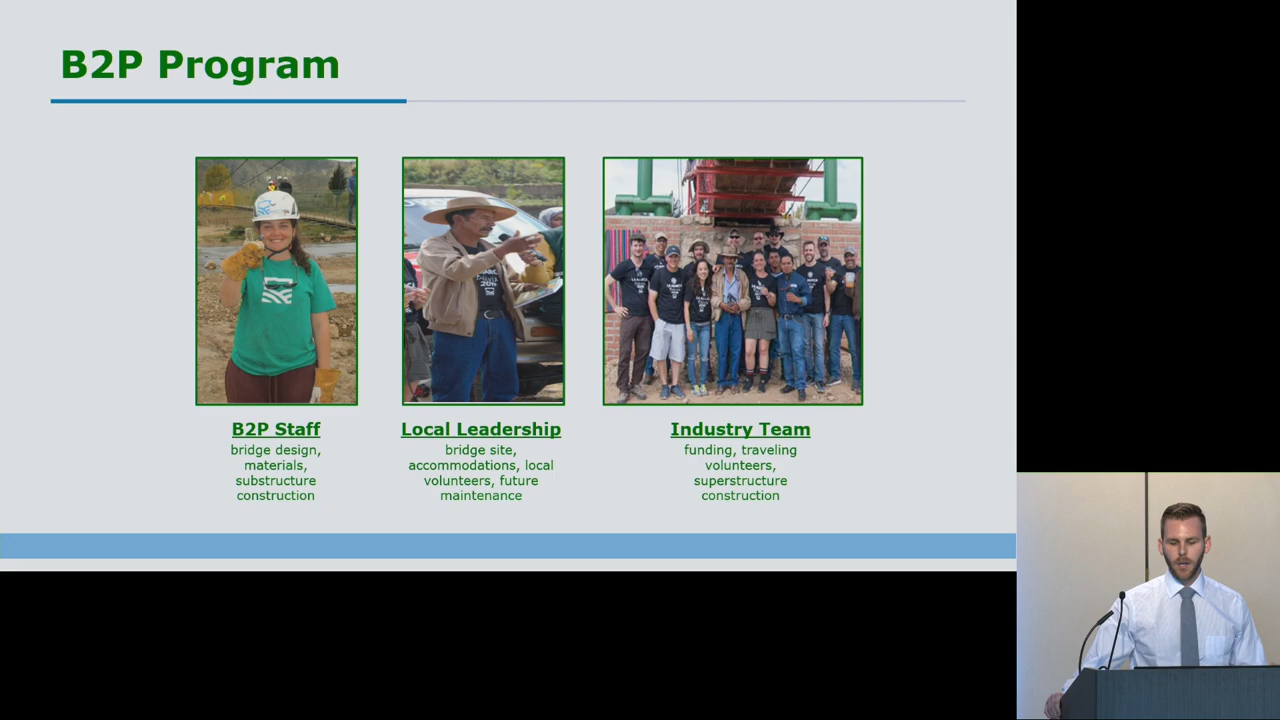 B2P Program
B2P Staff
bridge design,
materials,
substructure
construction
Local Leadership
bridge site,
accommodations, local
volunteers, future
maintenance
Industry Team
funding, traveling
volunteers,
superstructure
construction